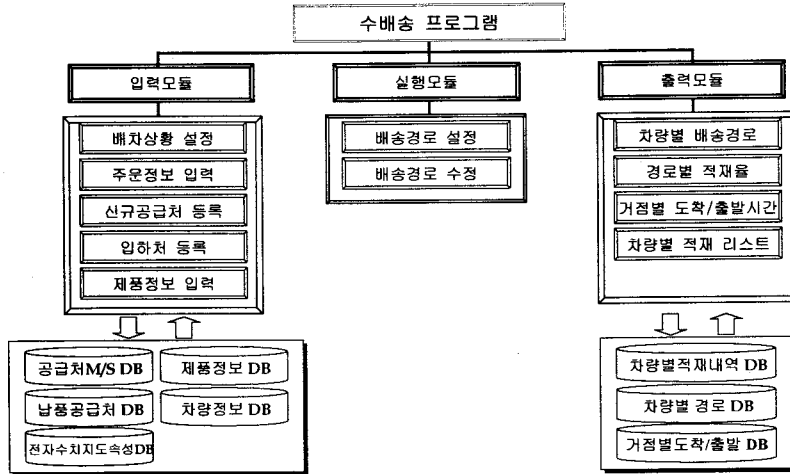 수배송 프로그램
입력모듈
실행모듈
출력모듈
배차상황 설정
주문정보 입력
신규공급처 등록
입하처 등록
제품정보 입력
배송경로 설정
배송경로 수정
차량별 배송경로
경로별 적재율
거점별 도착/출발시간
차량별 적재 리스트
공급처M/S DB
제품정보 DB
납품공급처 DB
차량정보 DB
전자수치지도속성DB
차량별적재내역 DB
차량별 경로 DB
거점별도착/출발 DB